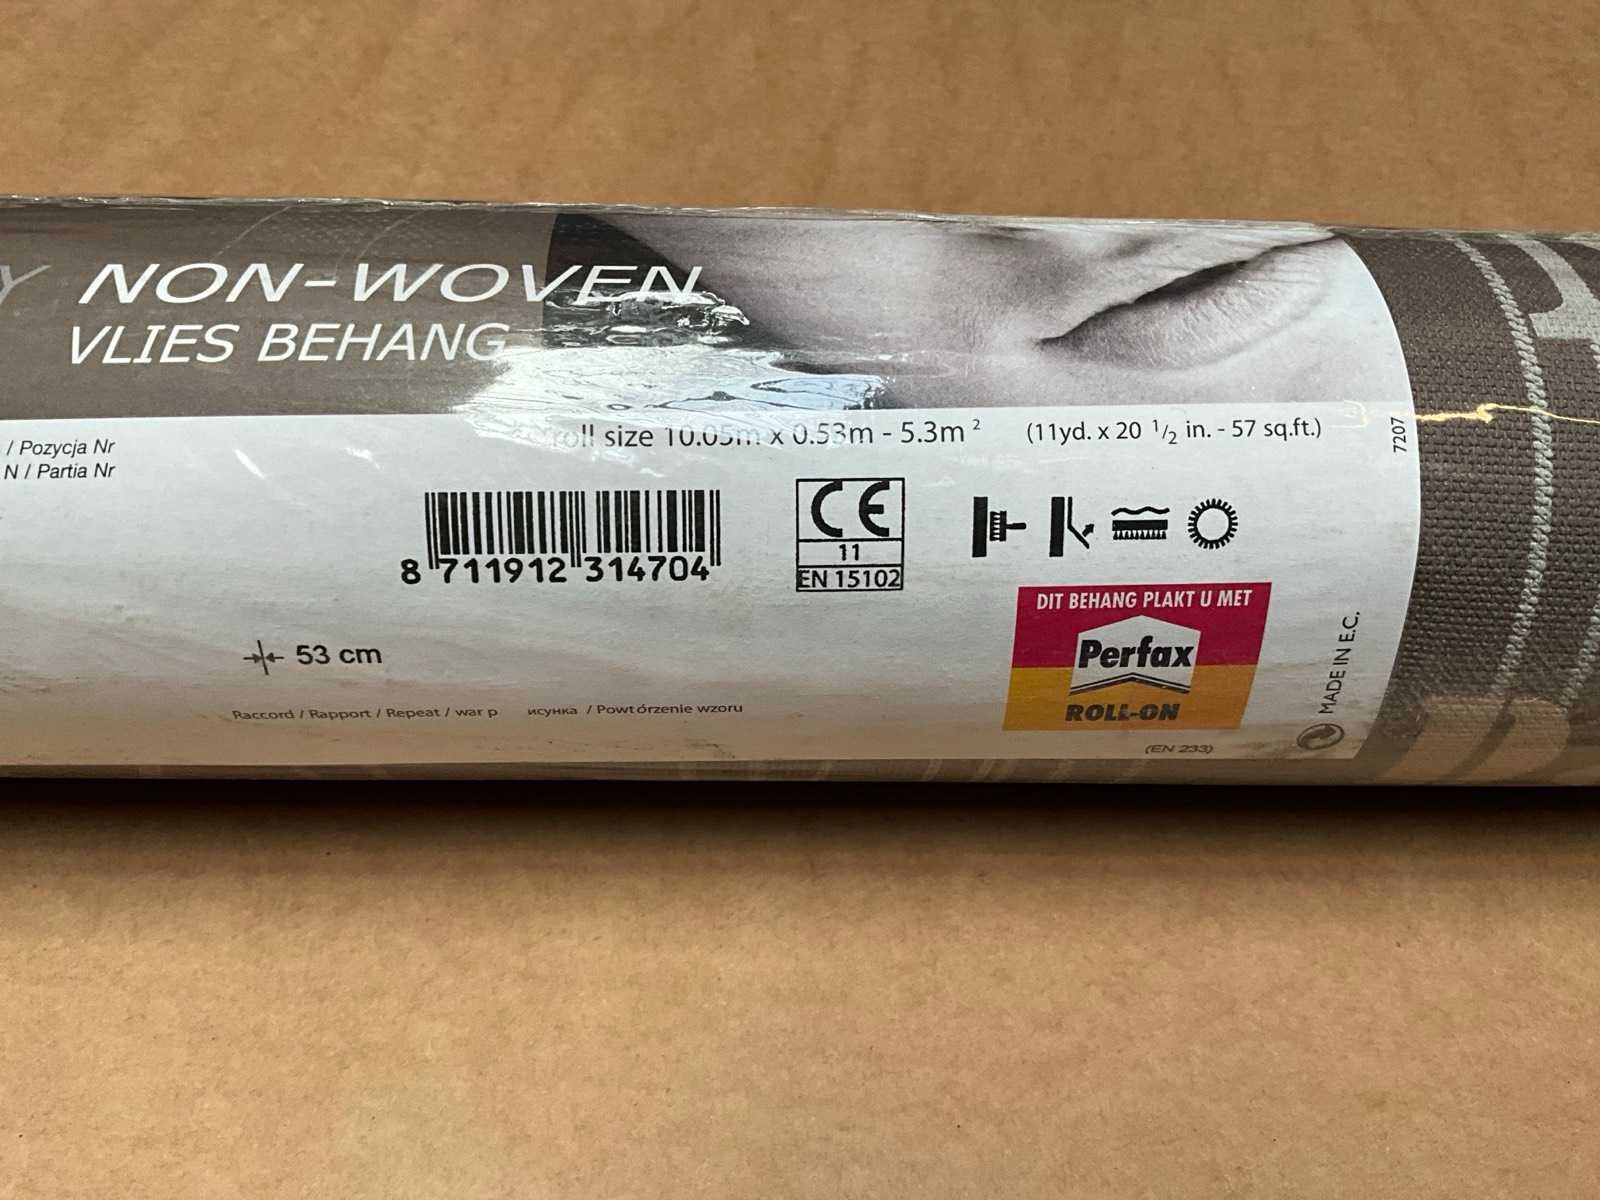 Y NON-WOVEN
VLIES BEHANG
/ Pozycja Nr
N / Partia Nr
roll size 10.05m x 0.53m - 5.3m² (11yd. x 20 1/2 in. - 57 sq.ft.)
7207
8 711912 314704
CE
11
EN 15102
53 cm
Raccord / Rapport / Repeat / war p исунка / Powtórzenie wzoru
DIT BEHANG PLAKT U MET
Perfax
ROLL-ON
(EN 233)
MADE IN E.C.